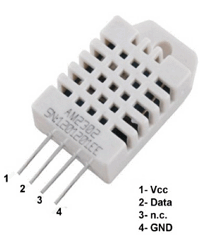 AM2302
1
2
3
4
1- Vcc
2- Data
3- n.c.
4- GND